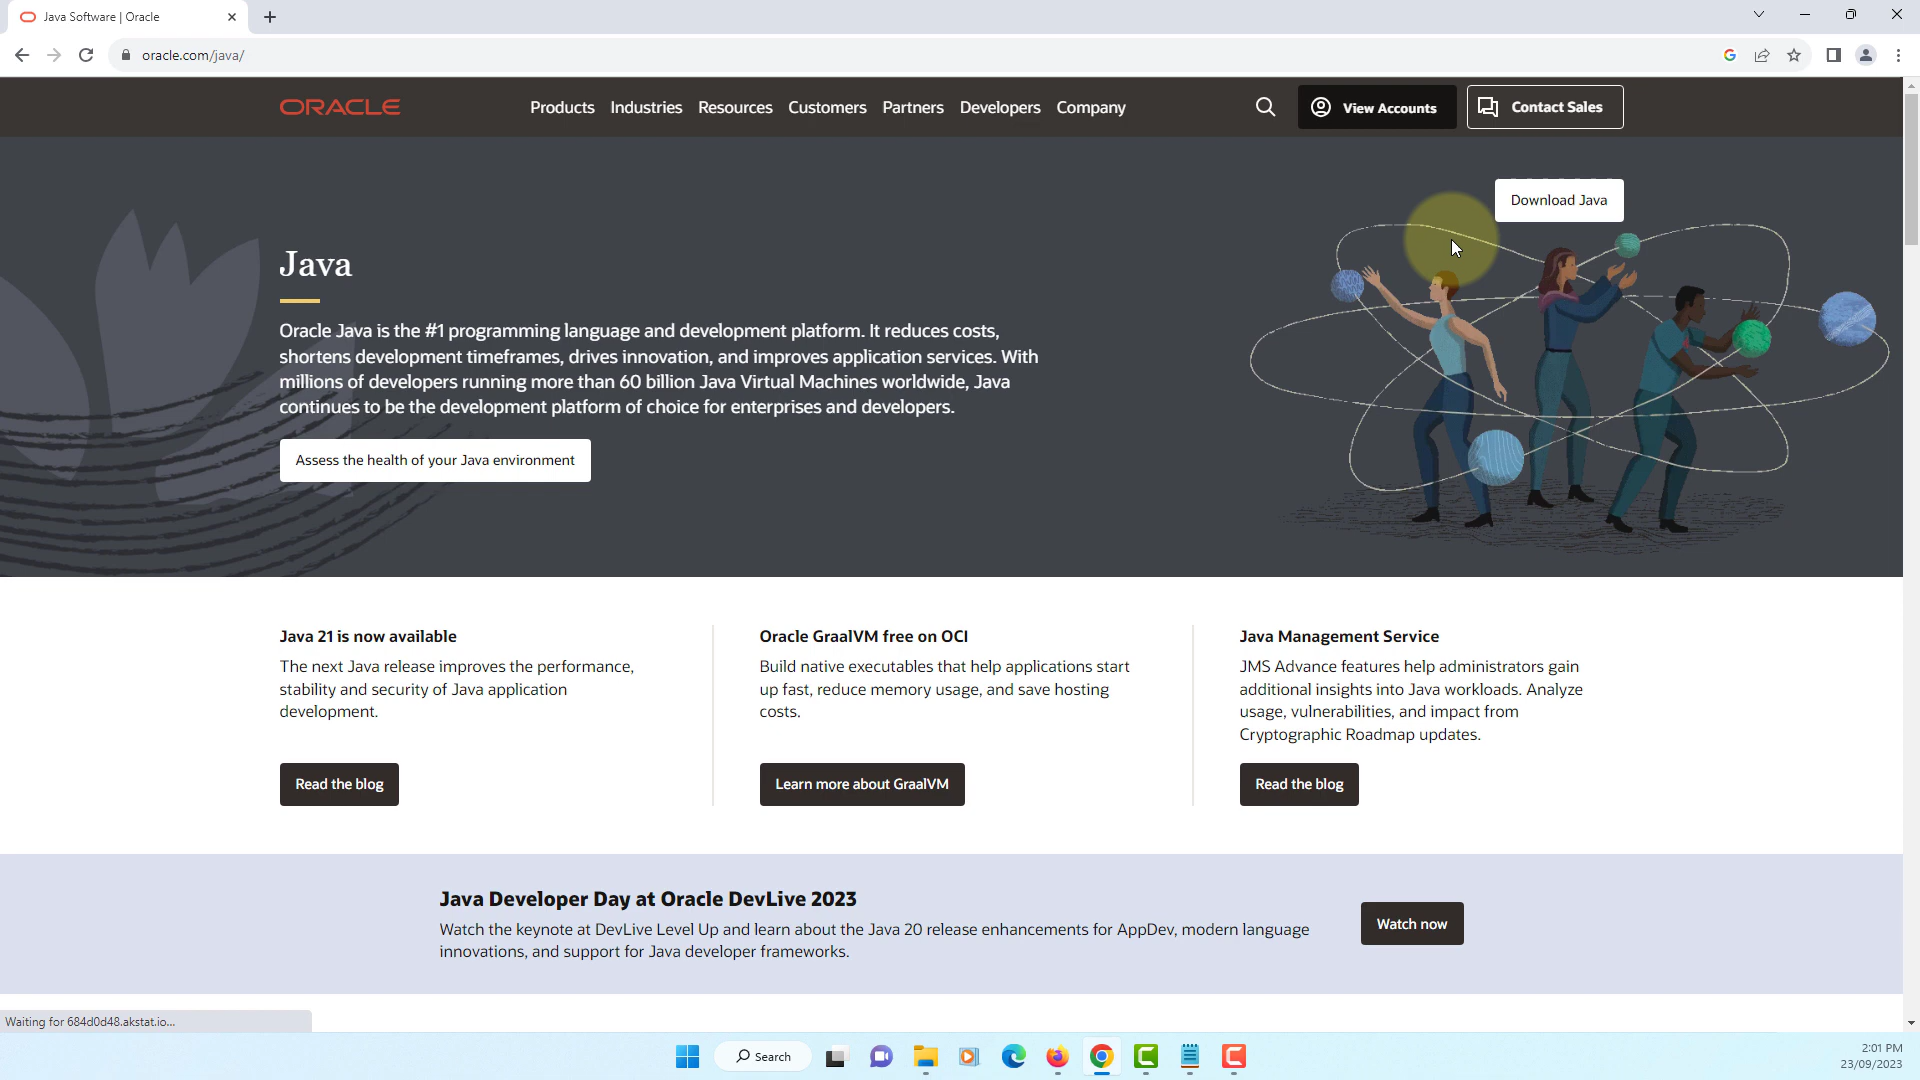 Java Software | Oracle
oracle.com/java/
ORACLE
Products Industries Resources Customers Partners Developers Company
View Accounts
Contact Sales
Download Java
Java
Oracle Java is the #1 programming language and development platform. It reduces costs,
shortens development timeframes, drives innovation, and improves application services. With
millions of developers running more than 60 billion Java Virtual Machines worldwide, Java
continues to be the development platform of choice for enterprises and developers.
Assess the health of your Java environment
Java 21 is now available
The next Java release improves the performance,
stability and security of Java application
development.
Read the blog
Oracle GraalVM free on OCI
Build native executables that help applications start
up fast, reduce memory usage, and save hosting
costs.
Learn more about GraalVM
Java Management Service
JMS Advance features help administrators gain
additional insights into Java workloads. Analyze
usage, vulnerabilities, and impact from
Cryptographic Roadmap updates.
Read the blog
Java Developer Day at Oracle DevLive 2023
Watch the keynote at DevLive Level Up and learn about the Java 20 release enhancements for AppDev, modern language
innovations, and support for Java developer frameworks.
Watch now
Waiting for 684d0d48.akstat.io...
Search
2:01 PM
23/09/2023